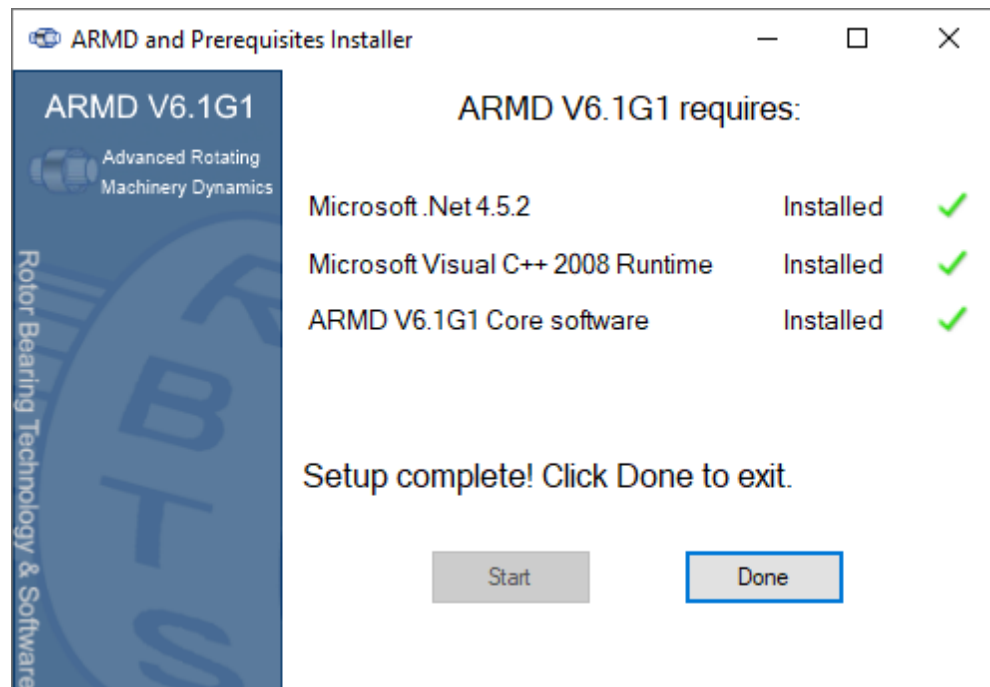 ARMD and Prerequisites Installer
ARMD V6.1G1
Advanced Rotating
Machinery Dynamics
Rotor Bearing Technology & Software
RBTS
ARMD V6.1G1 requires:
Microsoft .Net 4.5.2 Installed
Microsoft Visual C++ 2008 Runtime Installed
ARMD V6.1G1 Core software Installed
Setup complete! Click Done to exit.
Start Done